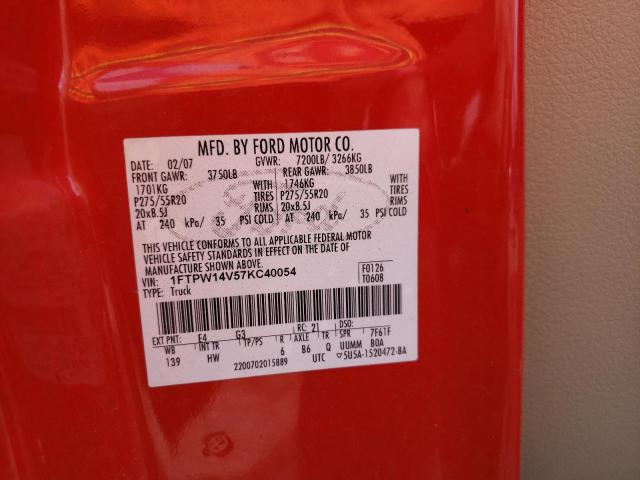 MFD. BY FORD MOTOR CO.
DATE: 02/07 GVWR: 7200LB/ 3266KG
FRONT GAWR: 3750LB REAR GAWR: 3850LB
1701KG WITH 1746KG WITH
P275/55R20 TIRES P275/55R20 TIRES
20x8.5J RIMS 20x8.5J RIMS
AT 240 kPa/ 35 PSI COLD AT 240 kPa/ 35 PSI COLD
THIS VEHICLE CONFORMS TO ALL APPLICABLE FEDERAL MOTOR
VEHICLE SAFETY STANDARDS IN EFFECT ON THE DATE OF
MANUFACTURE SHOWN ABOVE.
VIN: 1FTPW14V57KC40054 F0126
TYPE: Truck T0608
EXT PNT: F4 G3 RC: 21 DSO:
WB INT TR TP/PS R AXLE TR SPR 7F61F
139 HW 6 B6 Q UUMM BOA
2200702015889 UTC 5U5A-1520472-BA
Ford